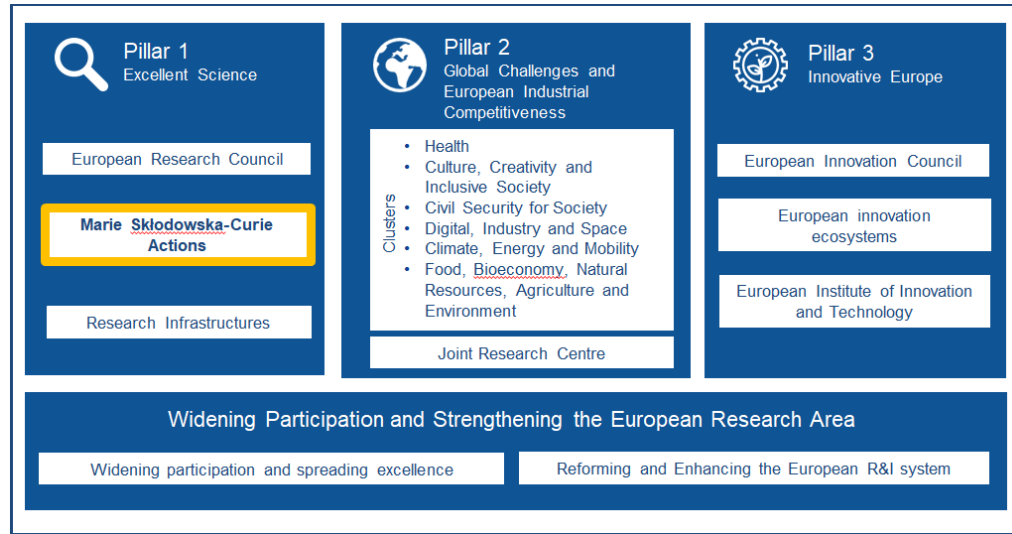 Pillar 1
Excellent Science
European Research Council
Marie Sklodowska-Curie
Actions
Research Infrastructures
Pillar 2
Global Challenges and
European Industrial
Competitiveness
Clusters
• Health
• Culture, Creativity and
Inclusive Society
• Civil Security for Society
• Digital, Industry and Space
• Climate, Energy and Mobility
• Food, Bioeconomy, Natural
Resources, Agriculture and
Environment
Joint Research Centre
Pillar 3
Innovative Europe
European Innovation Council
European innovation
ecosystems
European Institute of Innovation
and Technology
Widening Participation and Strengthening the European Research Area
Widening participation and spreading excellence
Reforming and Enhancing the European R&I system